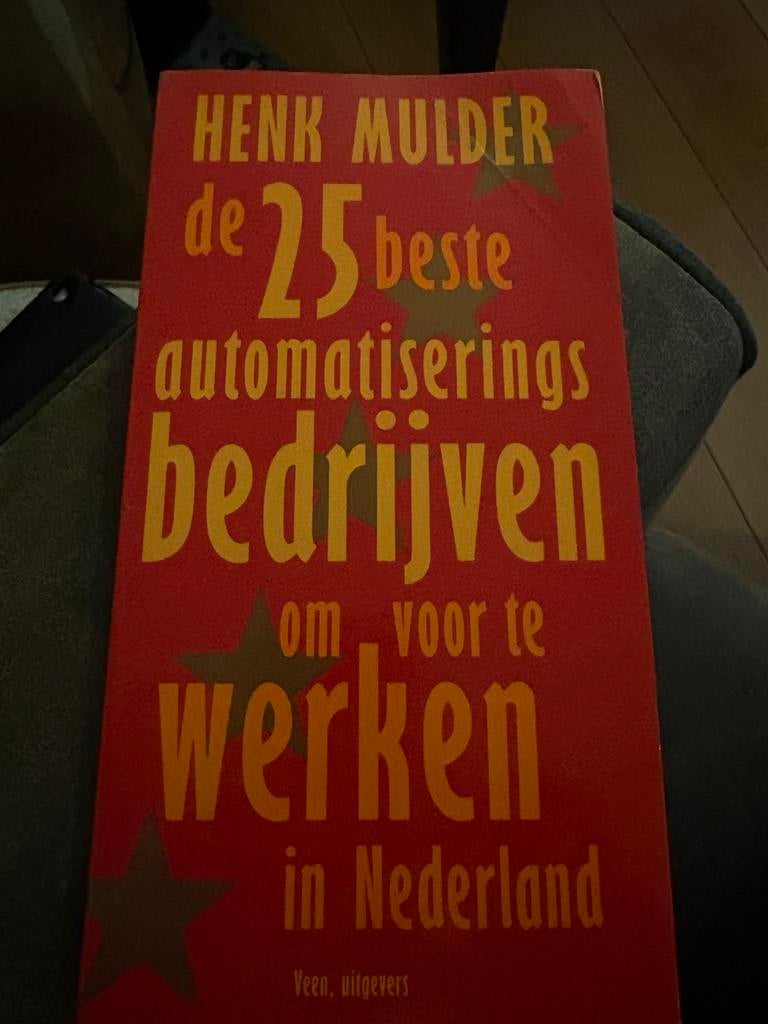 HENK MULDER
de 25 beste
automatiserings
bedrijven
om voor te
werken
in Nederland
Veen, uitgevers